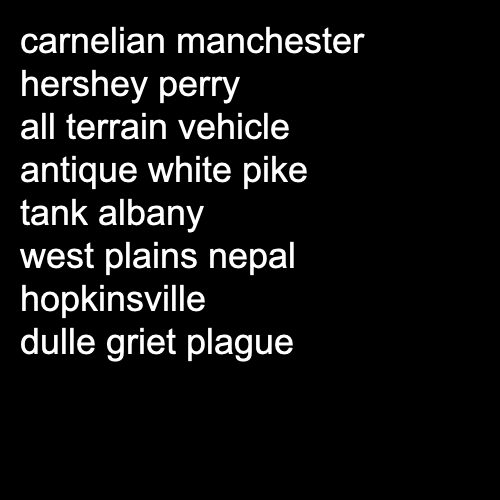 carnelian manchester
hershey perry
all terrain vehicle
antique white pike
tank albany
west plains nepal
hopkinsville
dulle griet plague